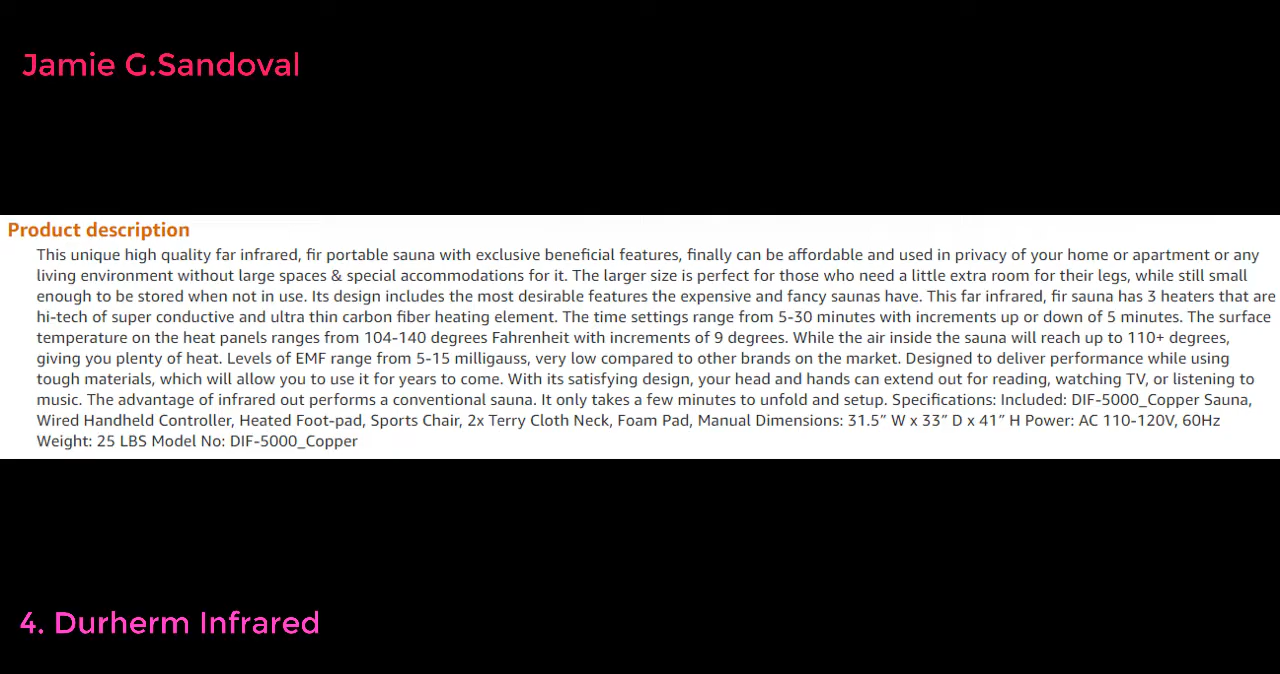 Jamie G.Sandoval
Product description
This unique high quality far infrared, fir portable sauna with exclusive beneficial features, finally can be affordable and used in privacy of your home or apartment or any
living environment without large spaces & special accommodations for it. The larger size is perfect for those who need a little extra room for their legs, while still small
enough to be stored when not in use. Its design includes the most desirable features the expensive and fancy saunas have. This far infrared, fir sauna has 3 heaters that are
hi-tech of super conductive and ultra thin carbon fiber heating element. The time settings range from 5-30 minutes with increments up or down of 5 minutes. The surface
temperature on the heat panels ranges from 104-140 degrees Fahrenheit with increments of 9 degrees. While the air inside the sauna will reach up to 110+ degrees,
giving you plenty of heat. Levels of EMF range from 5-15 milligauss, very low compared to other brands on the market. Designed to deliver performance while using
tough materials, which will allow you to use it for years to come. With its satisfying design, your head and hands can extend out for reading, watching TV, or listening to
music. The advantage of infrared out performs a conventional sauna. It only takes a few minutes to unfold and setup. Specifications: Included: DIF-5000_Copper Sauna,
Wired Handheld Controller, Heated Foot-pad, Sports Chair, 2x Terry Cloth Neck, Foam Pad, Manual Dimensions: 31.5” W x 33” D x 41” H Power: AC 110-120V, 60Hz
Weight: 25 LBS Model No: DIF-5000_Copper
4. Durherm Infrared